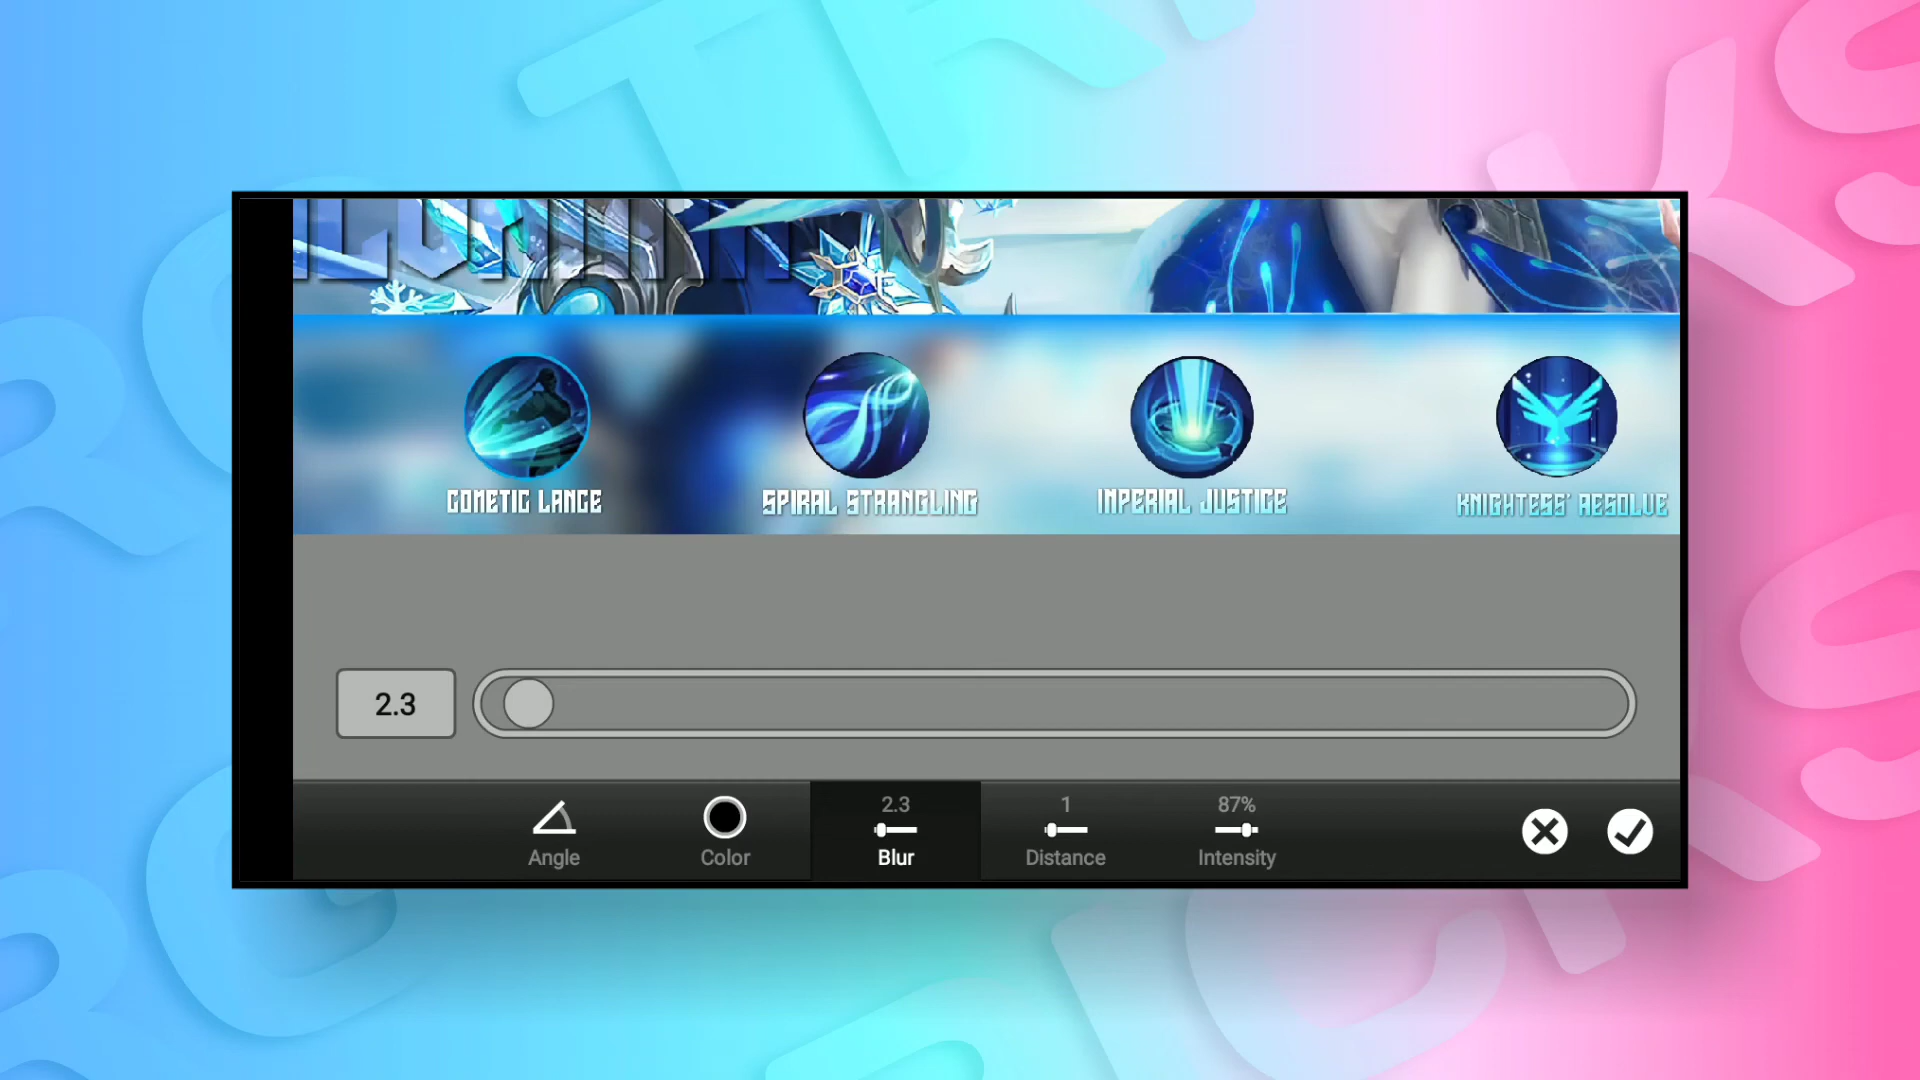 COMETIC LANCE
SPIRAL STRANGLING
IMPERIAL JUSTICE
KNIGHTESS' RESOLVE
2.3
2.3
1
87%
Angle
Color
Blur
Distance
Intensity